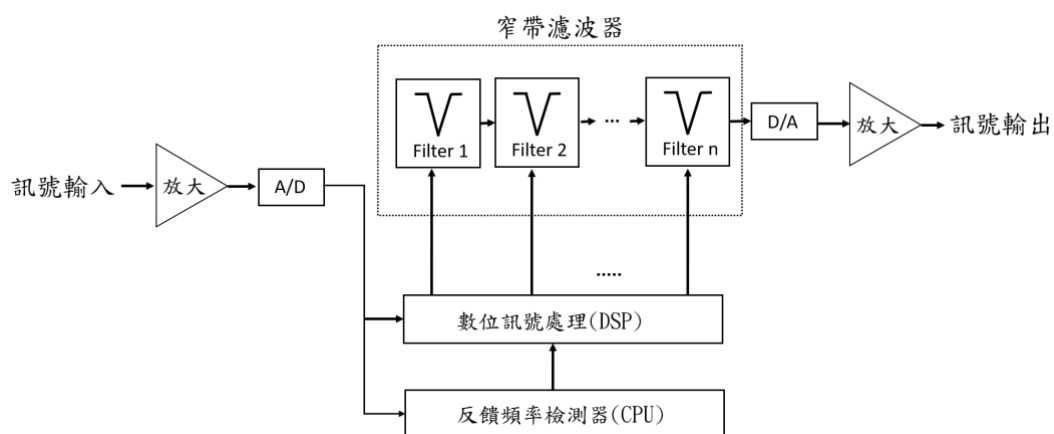 窄帶濾波器
Filter 1
Filter 2
...
Filter n
D/A
放大
訊號輸出
訊號輸入
放大
A/D
.....
數位訊號處理(DSP)
反饋頻率檢測器(CPU)